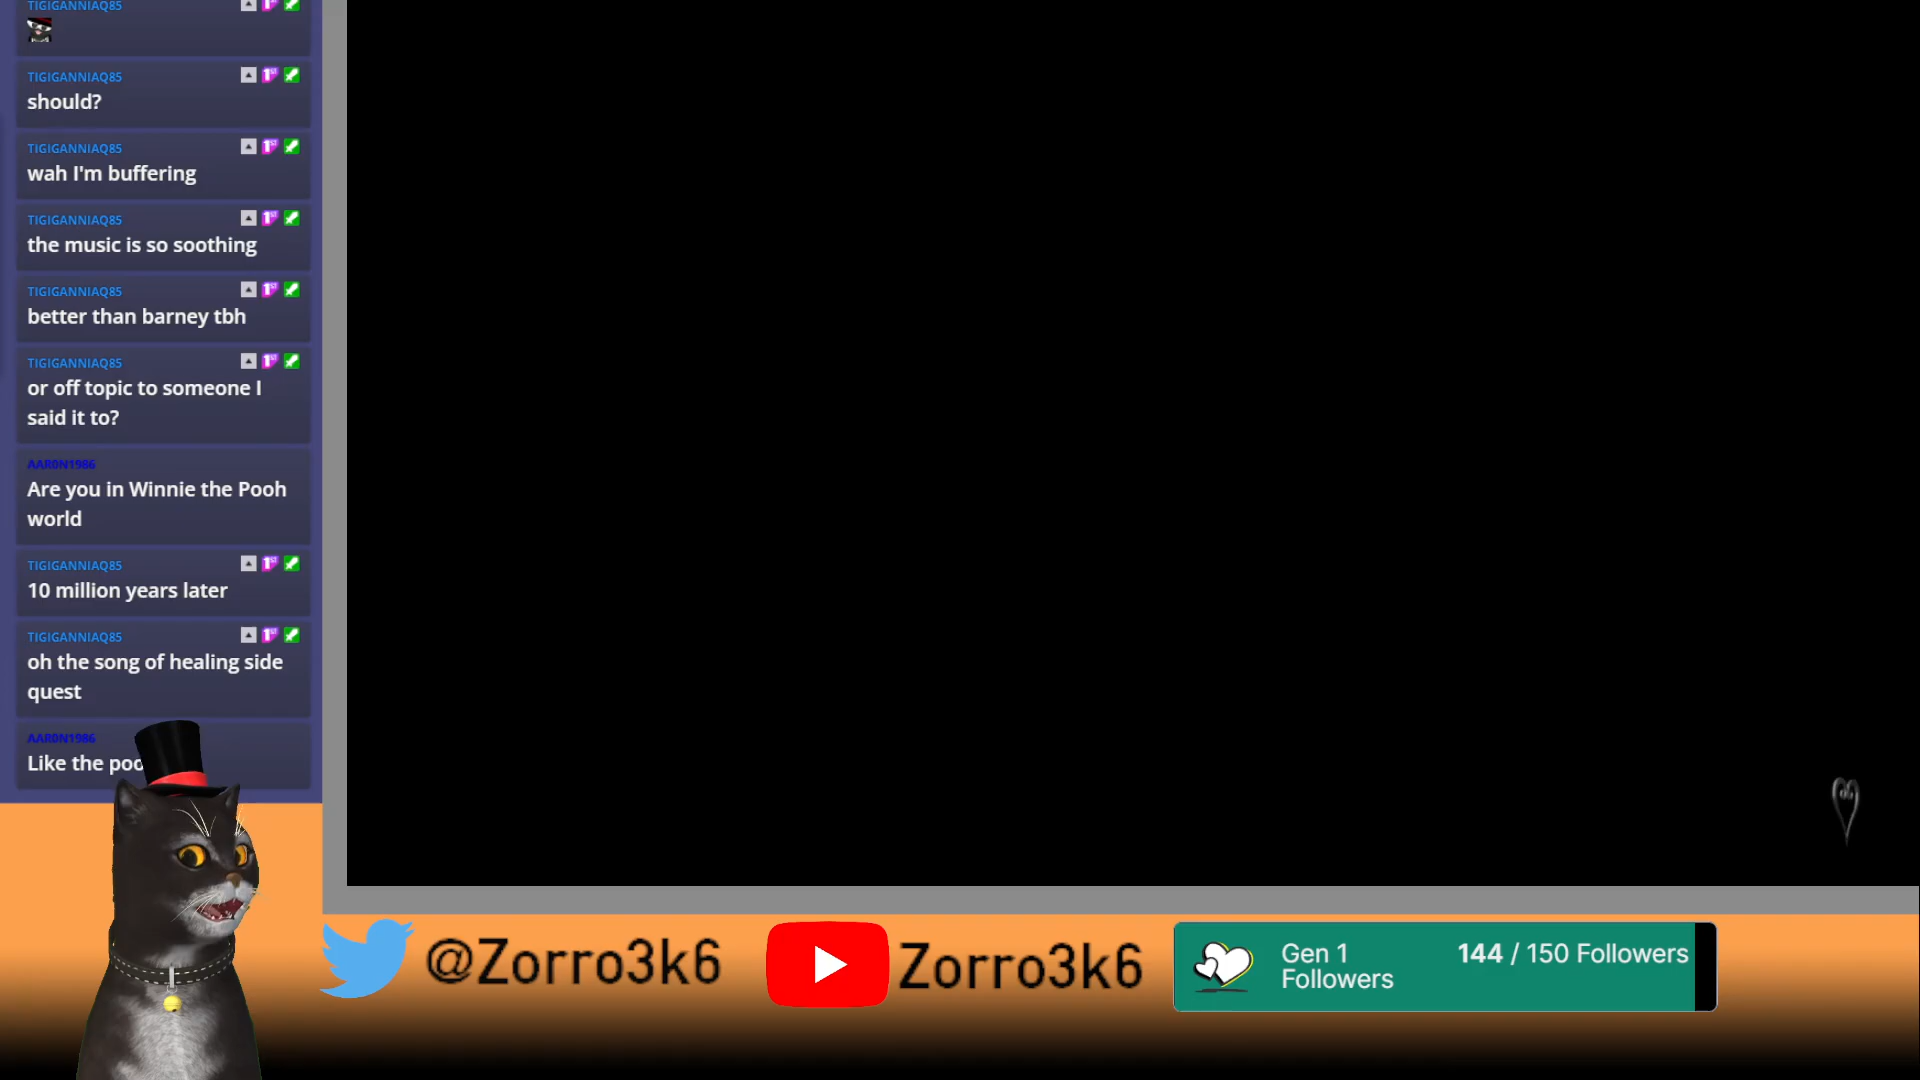 TIGIGANNIAQ85
TIGIGANNIAQ85
should?
TIGIGANNIAQ85
wah I'm buffering
TIGIGANNIAQ85
the music is so soothing
TIGIGANNIAQ85
better than barney tbh
TIGIGANNIAQ85
or off topic to someone I
said it to?
AARON1986
Are you in Winnie the Pooh
world
TIGIGANNIAQ85
10 million years later
TIGIGANNIAQ85
oh the song of healing side
quest
AARON1986
Like the
@Zorro3k6
Zorro3k6
Gen 1
Followers
144 / 150 Followers